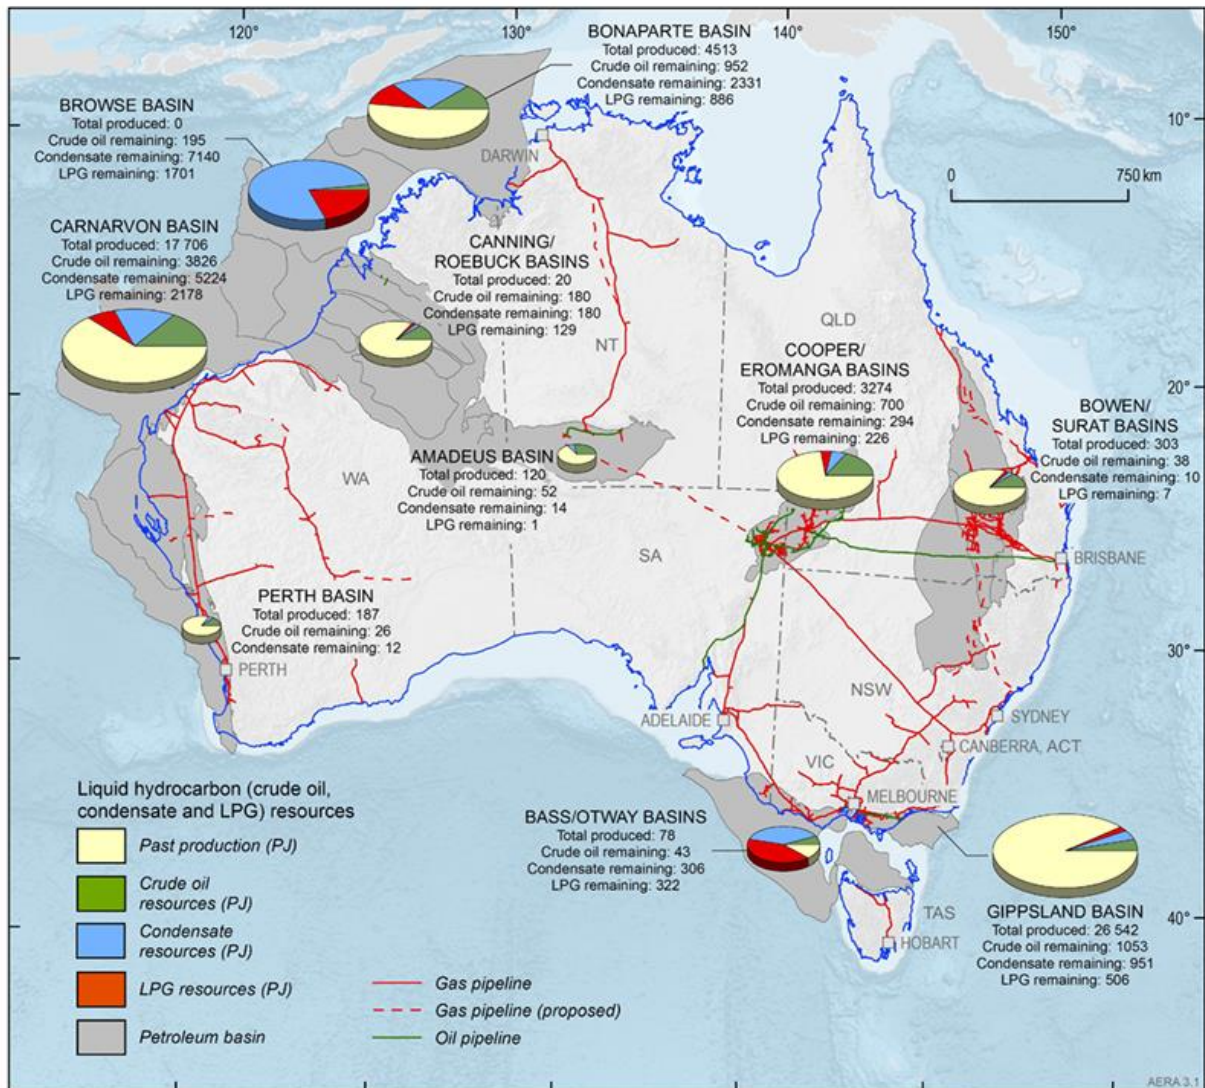 120°
130°
140°
150°
BONAPARTE BASIN
Total produced: 4513
Crude oil remaining: 952
Condensate remaining: 2331
LPG remaining: 886
BROWSE BASIN
Total produced: 0
Crude oil remaining: 195
Condensate remaining: 7140
LPG remaining: 1701
DARWIN
10°
0
750 km
CARNARVON BASIN
Total produced: 17 706
Crude oil remaining: 3826
Condensate remaining: 5224
LPG remaining: 2178
CANNING/
ROEBUCK BASINS
Total produced: 20
Crude oil remaining: 180
Condensate remaining: 180
LPG remaining: 129
NT
QLD
COOPER/
EROMANGA BASINS
Total produced: 3274
Crude oil remaining: 700
Condensate remaining: 294
LPG remaining: 226
20°
BOWEN/
SURAT BASINS
Total produced: 303
Crude oil remaining: 38
Condensate remaining: 10
LPG remaining: 7
WA
AMADEUS BASIN
Total produced: 120
Crude oil remaining: 52
Condensate remaining: 14
LPG remaining: 1
SA
BRISBANE
PERTH BASIN
Total produced: 187
Crude oil remaining: 26
Condensate remaining: 12
PERTH
30°
NSW
ADELAIDE
SYDNEY
CANBERRA, ACT
VIC
MELBOURNE
BASS/OTWAY BASINS
Total produced: 78
Crude oil remaining: 43
Condensate remaining: 306
LPG remaining: 322
TAS
HOBART
40°
GIPPSLAND BASIN
Total produced: 26 542
Crude oil remaining: 1053
Condensate remaining: 951
LPG remaining: 506
Liquid hydrocarbon (crude oil,
condensate and LPG) resources
Past production (PJ)
Crude oil
resources (PJ)
Condensate
resources (PJ)
LPG resources (PJ)
Petroleum basin
Gas pipeline
Gas pipeline (proposed)
Oil pipeline
AERA 3.1